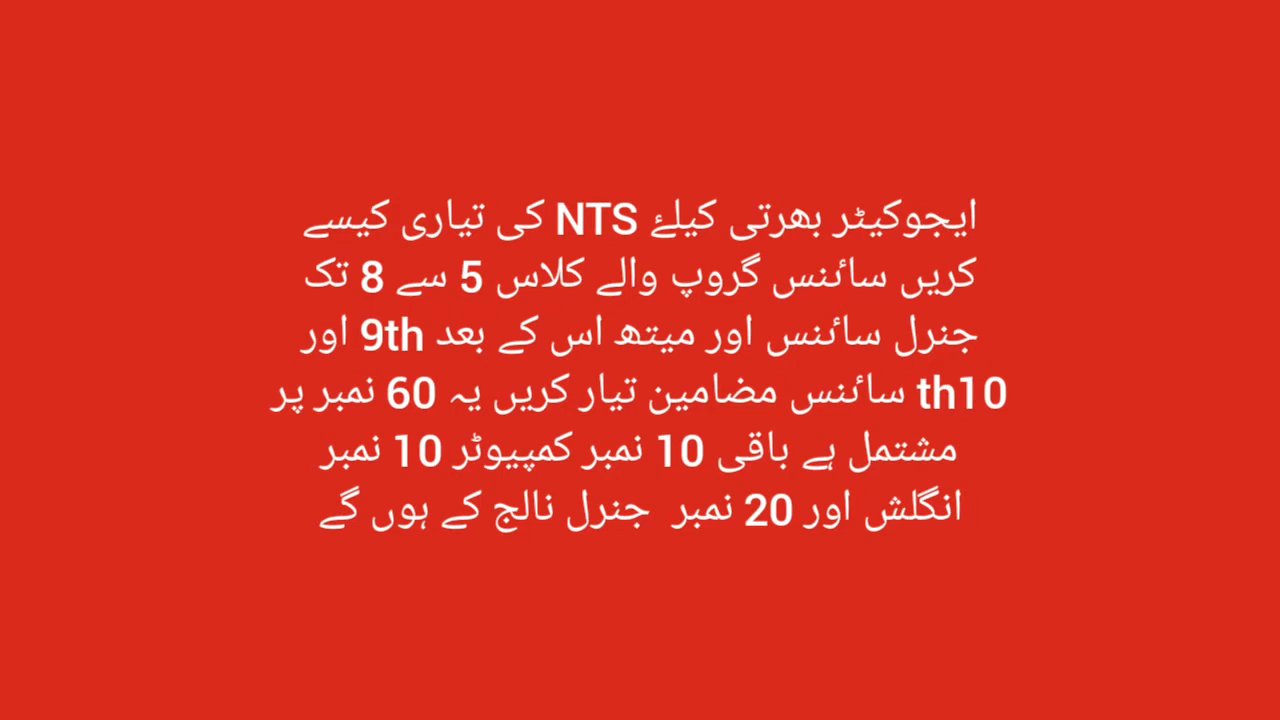 ایجوکیٹر بھرتی کیلۓ NTS کی تیاری کیسے
کریں سائنس گروپ والے کلاس 5 سے 8 تک
جنرل سائنس اور میتھ اس کے بعد 9th اور
th10 سائنس مضامین تیار کریں یہ 60 نمبر پر
مشتمل ہے باقی 10 نمبر کمپیوٹر 10 نمبر
انگلش اور 20 نمبر جنرل نالج کے ہوں گے